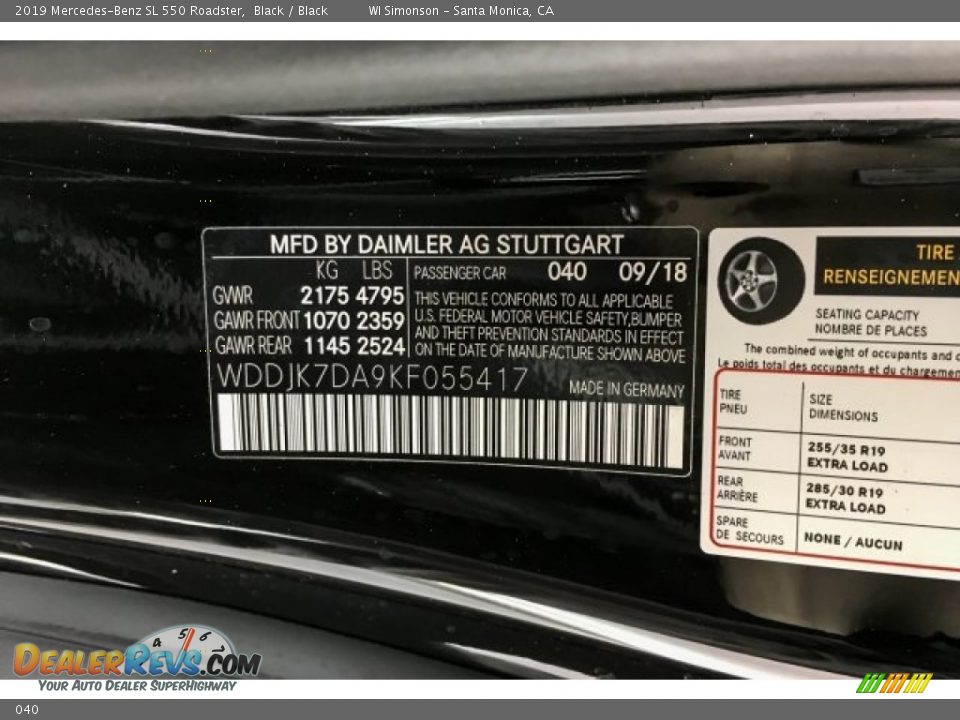 2019 Mercedes-Benz SL 550 Roadster, Black / Black WI Simonson - Santa Monica, CA
MFD BY DAIMLER AG STUTTGART
KG LBS
GVWR 2175 4795
GAWR FRONT 1070 2359
GAWR REAR 1145 2524
PASSENGER CAR 040 09/18
THIS VEHICLE CONFORMS TO ALL APPLICABLE
U.S. FEDERAL MOTOR VEHICLE SAFETY,BUMPER
AND THEFT PREVENTION STANDARDS IN EFFECT
ON THE DATE OF MANUFACTURE SHOWN ABOVE
WDDJK7DA9KF055417
MADE IN GERMANY
TIRE
RENSEIGNEMEN
SEATING CAPACITY
NOMBRE DE PLACES
The combined weight of occupants and c
Le poids total des occupants et du chargemen
TIRE
PNEU
SIZE
DIMENSIONS
FRONT
AVANT
255/35 R19
EXTRA LOAD
REAR
ARRIÈRE
285/30 R19
EXTRA LOAD
SPARE
DE SECOURS
NONE / AUCUN
4 5 6
DEALERREVS.COM
YOUR AUTO DEALER SUPERHIGHWAY
040